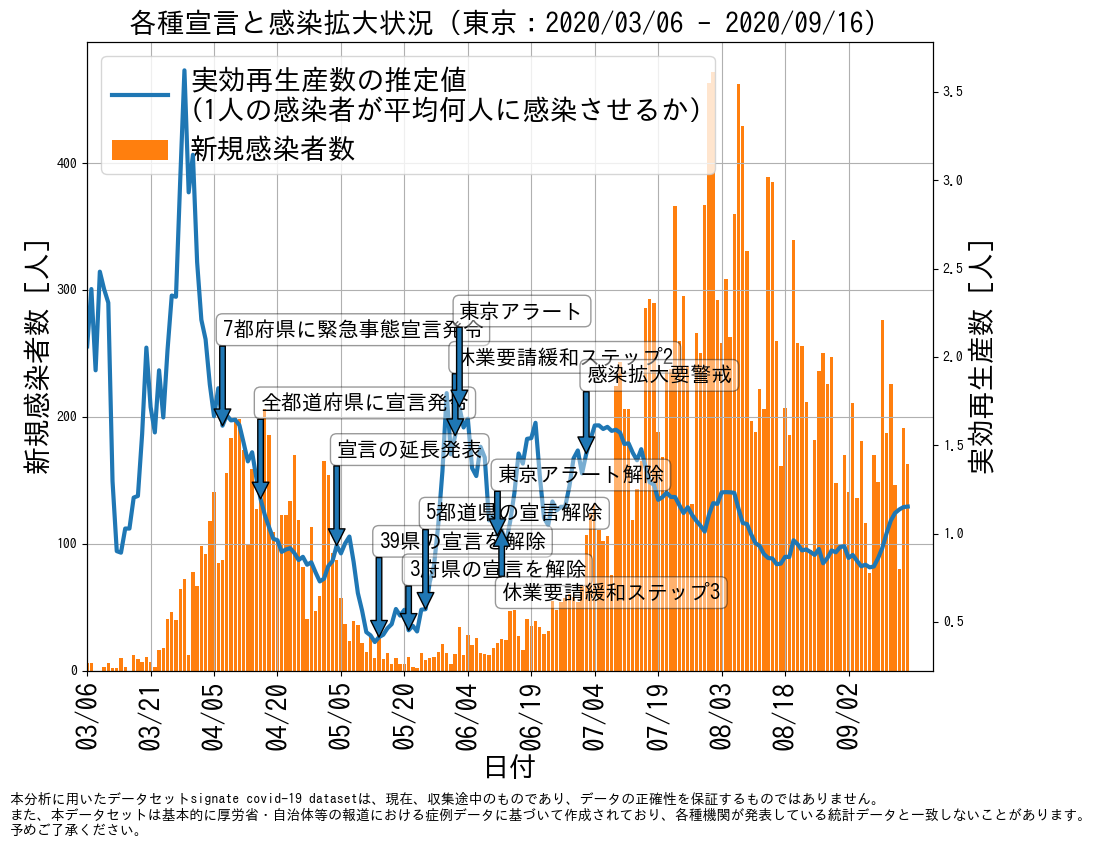 各種宣言と感染拡大状況 (東京：2020/03/06 - 2020/09/16)
実効再生産数の推定値
(1人の感染者が平均何人に感染させるか)
新規感染者数
新規感染者数 [人]
実効再生産数 [人]
400
300
200
100
0
3.5
3.0
2.5
2.0
1.5
1.0
0.5
東京アラート
7都府県に緊急事態宣言発令
休業要請緩和ステップ2
感染拡大要警戒
全都道府県に宣言発令
宣言の延長発表
東京アラート解除
5都道県の宣言解除
39県の宣言を解除
3府県の宣言を解除
休業要請緩和ステップ3
03/06
03/21
04/05
04/20
05/05
05/20
06/04
06/19
07/04
07/19
08/03
08/18
09/02
日付
本分析に用いたデータセットsignate covid-19 datasetは、現在、収集途中のものであり、データの正確性を保証するものではありません。
また、本データセットは基本的に厚労省・自治体等の報道における症例データに基づいて作成されており、各種機関が発表している統計データと一致しないことがあります。
予めご了承ください。